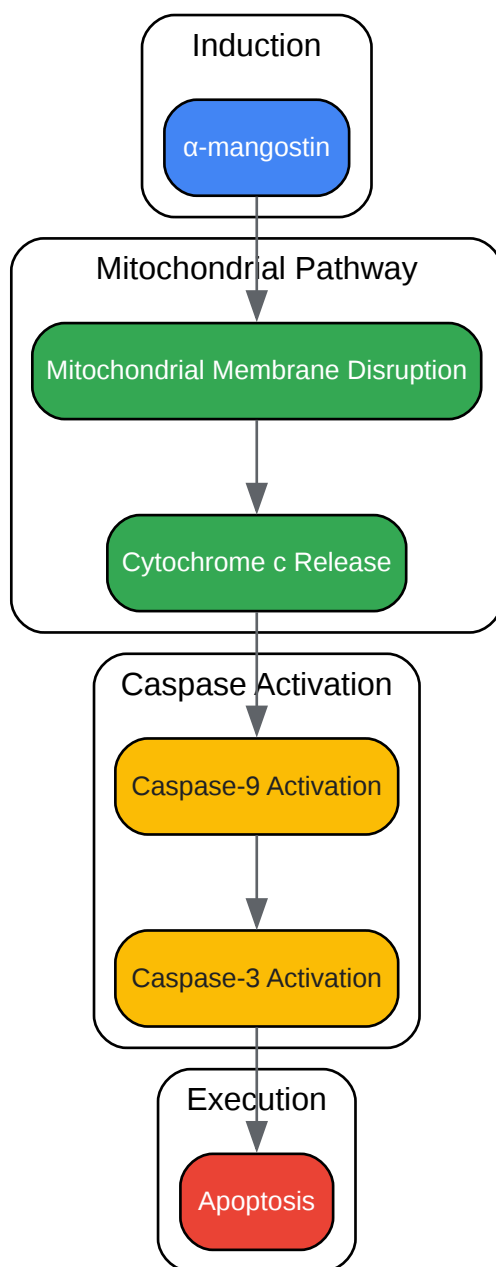 Induction
α-mangostin
Mitochondrial Pathway
Mitochondrial Membrane Disruption
Cytochrome c Release
Caspase Activation
Caspase-9 Activation
Caspase-3 Activation
Execution
Apoptosis